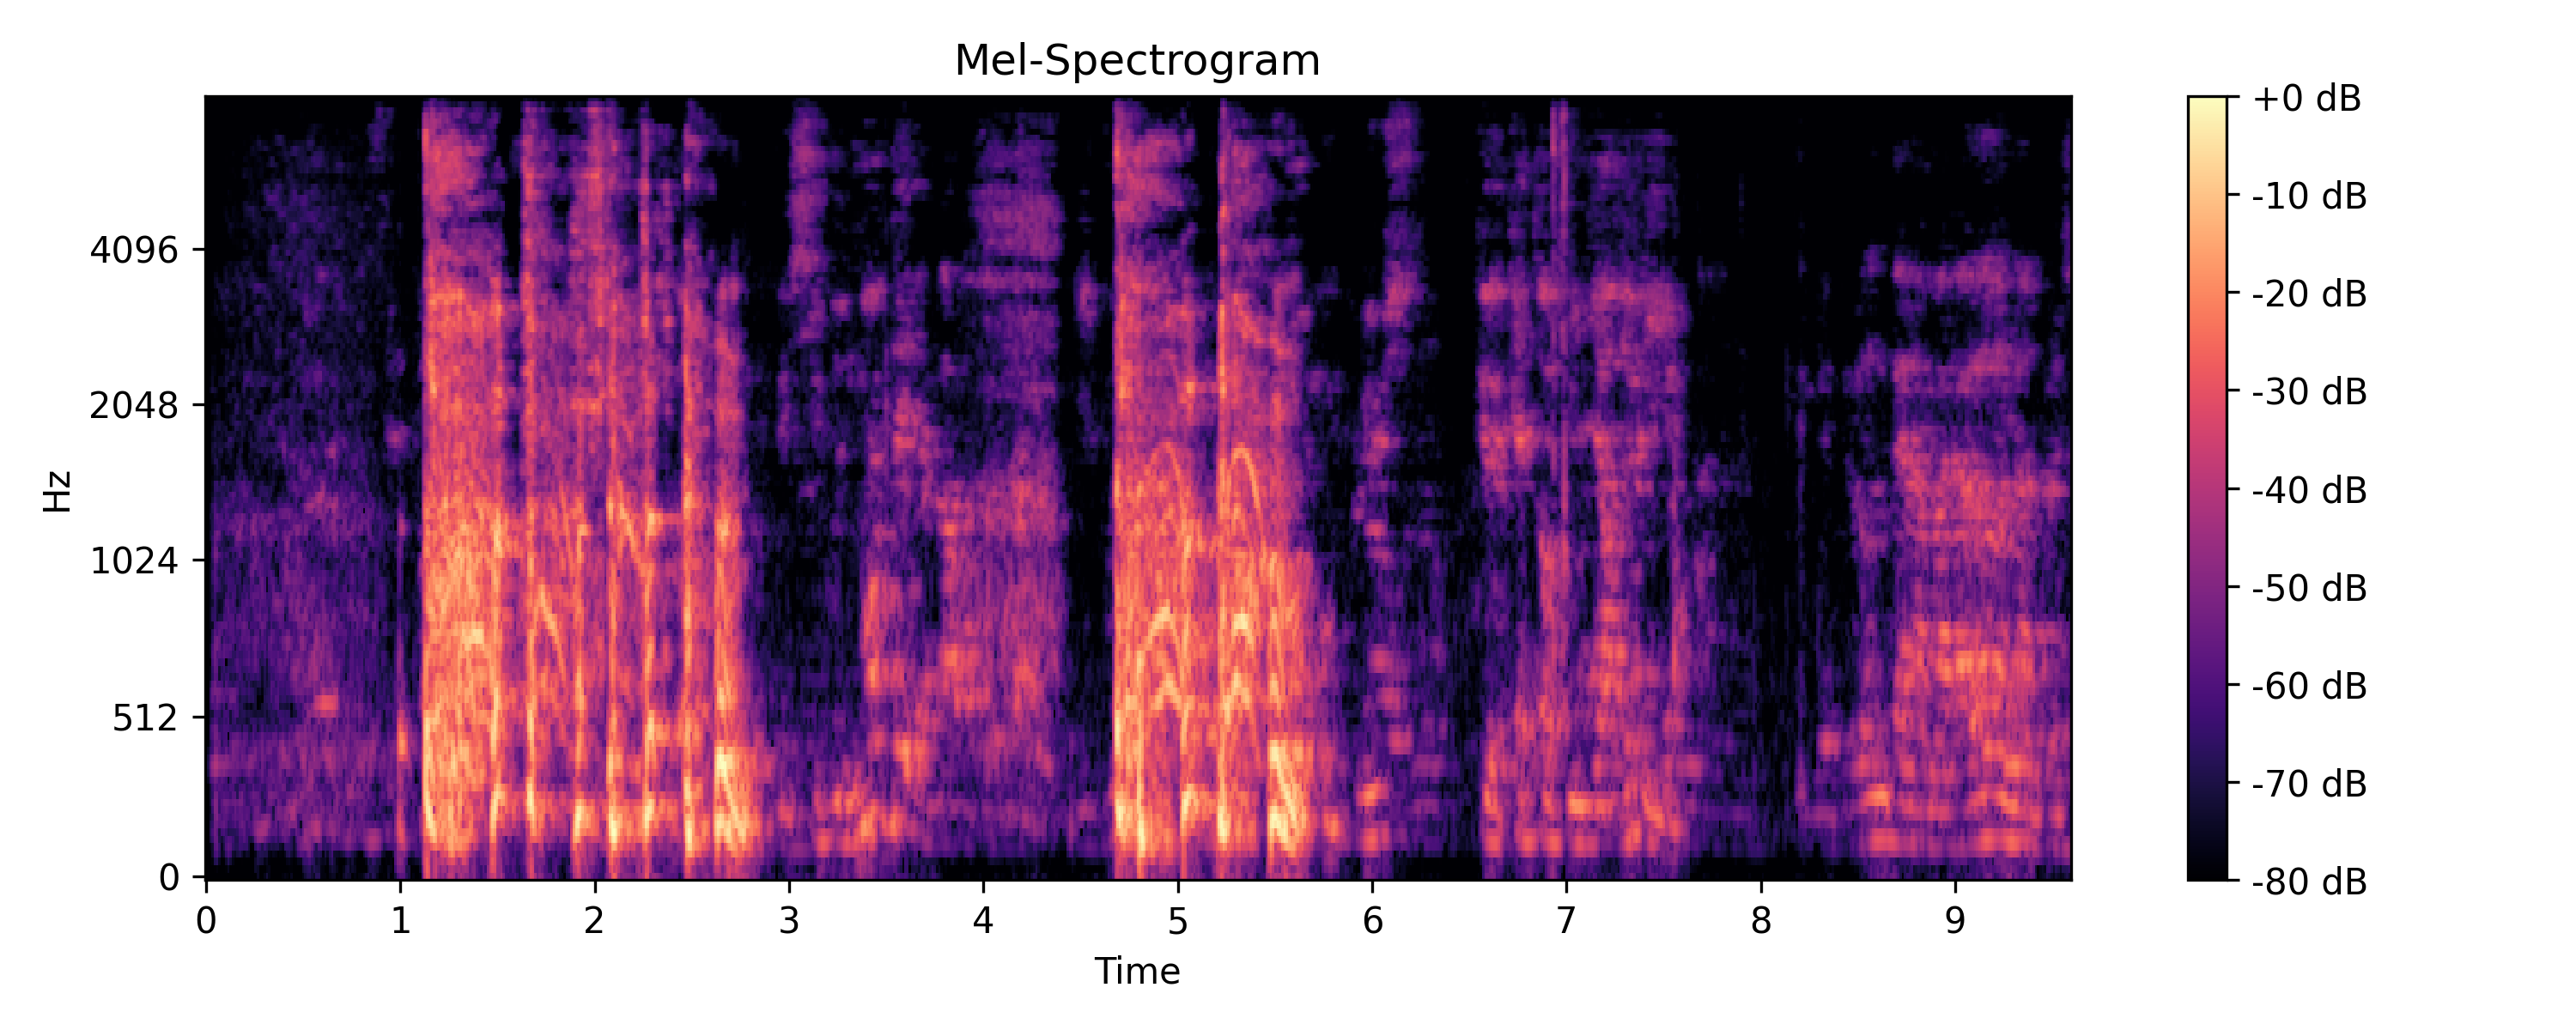 Mel-Spectrogram
+0 dB
-10 dB
4096
-20 dB
-30 dB
2048
Hz
-40 dB
1024
-50 dB
-60 dB
512
-70 dB
0
-80 dB
0 1 2 3 4 5 6 7 8 9
Time